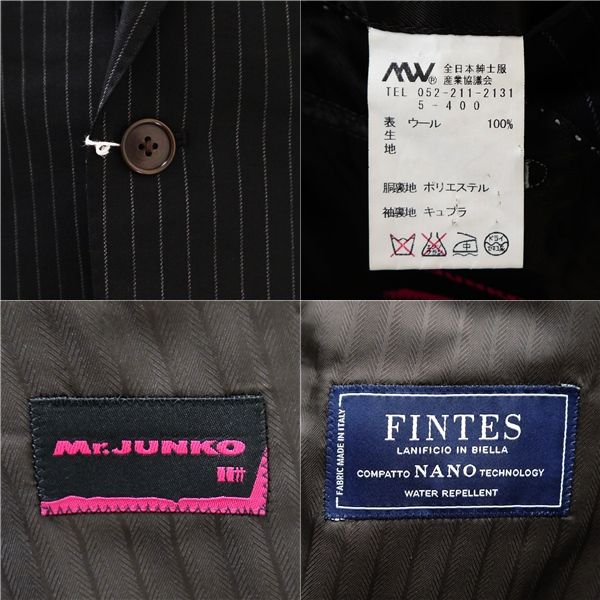 MW® 全日本紳士服
産業協議会
TEL 052-211-2131
5-400
表生地 ウール 100%
胴裏地 ポリエステル
袖裏地 キュプラ
Mr.JUNKO
FABRIC MADE IN ITALY
FINTES
LANIFICIO IN BIELLA
COMPATTO NANO TECHNOLOGY
WATER REPELLENT